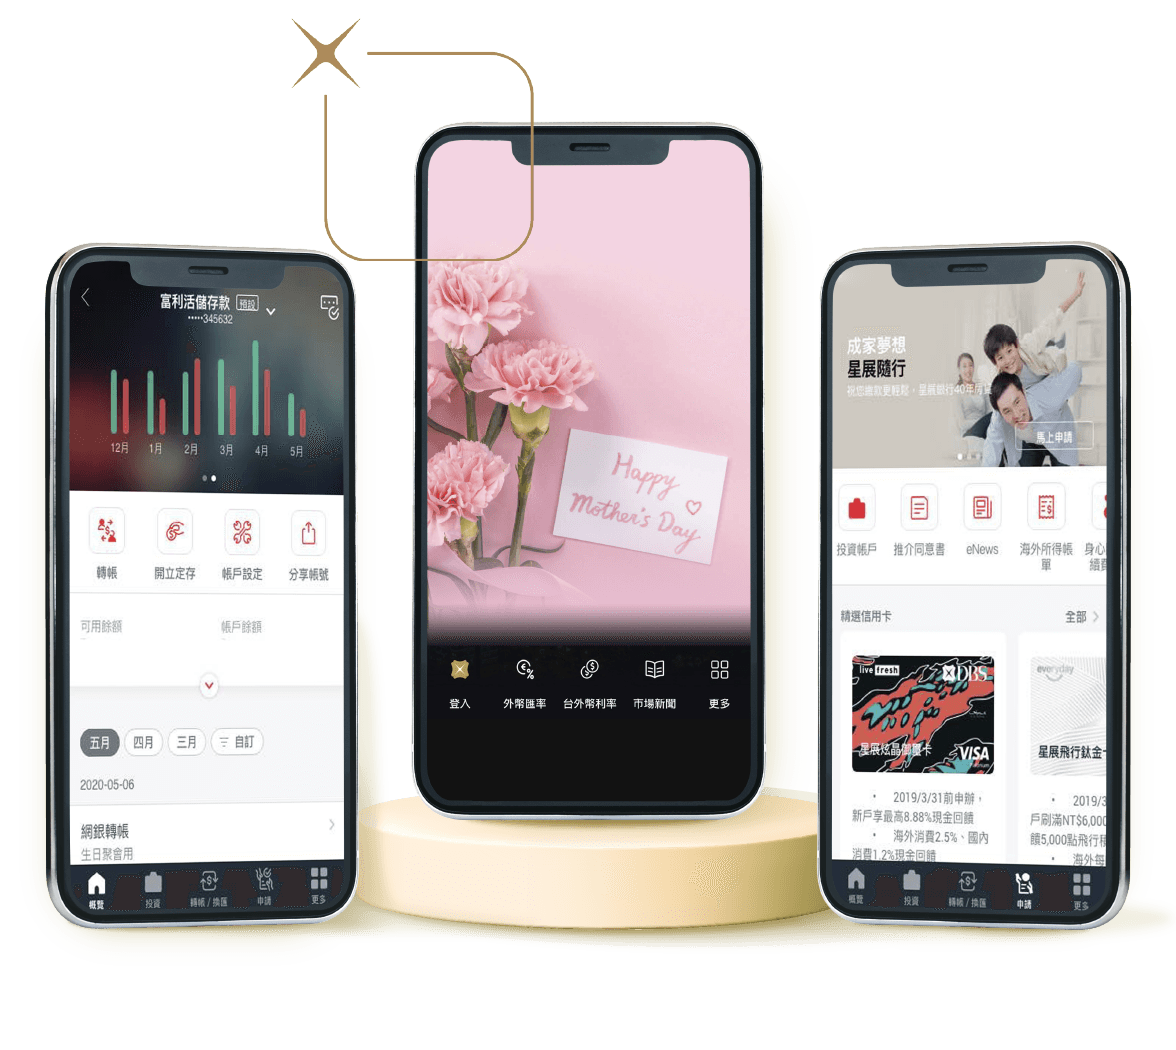 富利活儲存款 預設
•••••345632
12月 1月 2月 3月 4月 5月
轉帳 開立定存 帳戶設定 分享帳號
可用餘額 帳戶餘額
五月 四月 三月 自訂
2020-05-06
網銀轉帳
生日聚會用
概覽 投資 轉帳 / 換匯 申請 更多
Happy
Mother's Day
登入 外幣匯率 台外幣利率 市場新聞 更多
成家夢想
星展隨行
祝您繳款更輕鬆，星展銀行40年房貸
馬上申請
投資帳戶 推介同意書 eNews 海外所得帳單 身心
續費
精選信用卡 全部
live fresh DBS
星展炫晶御璽卡
VISA
Platinum
• 2019/3/31前申辦，
新戶享最高8.88%現金回饋
• 海外消費2.5%、國內
消費1.2%現金回饋
everyday
星展飛行鈦金卡
• 2019/3
戶刷滿NT$6,000
饋5,000點飛行積
• 海外每
概覽 投資 轉帳 / 換匯 申請 更多